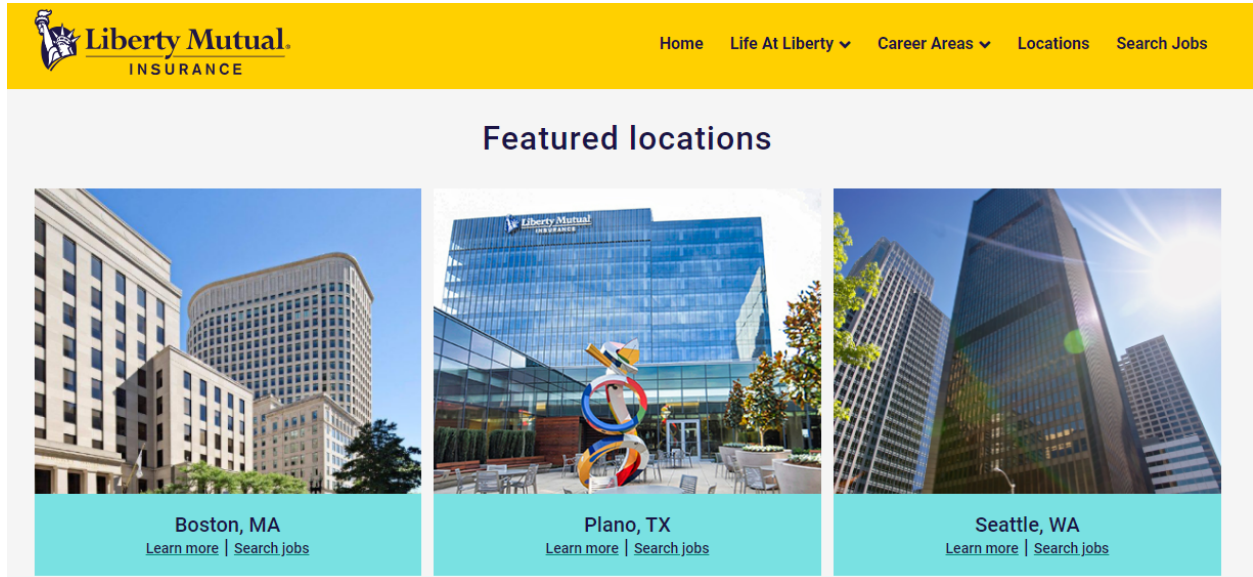 Liberty Mutual.
INSURANCE
Home Life At Liberty Career Areas Locations Search Jobs
Featured locations
Liberty Mutual
INSURANCE
Boston, MA
Learn more | Search jobs
Plano, TX
Learn more | Search jobs
Seattle, WA
Learn more | Search jobs